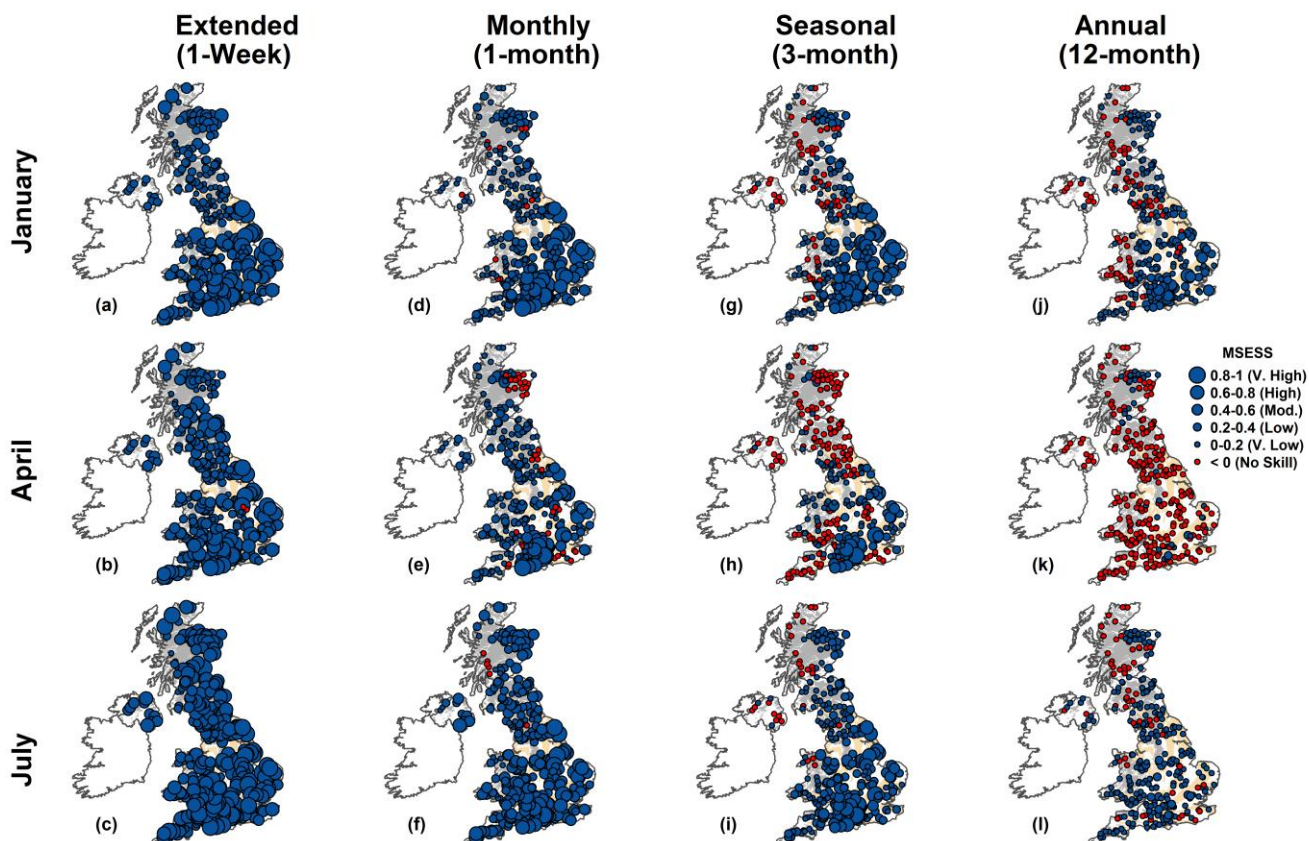 Extended
(1-Week)
Monthly
(1-month)
Seasonal
(3-month)
Annual
(12-month)
January
(a)
(d)
(g)
(j)
April
(b)
(e)
(h)
(k)
MSESS
0.8-1 (V. High)
0.6-0.8 (High)
0.4-0.6 (Mod.)
0.2-0.4 (Low)
0-0.2 (V. Low)
< 0 (No Skill)
July
(c)
(f)
(i)
(l)